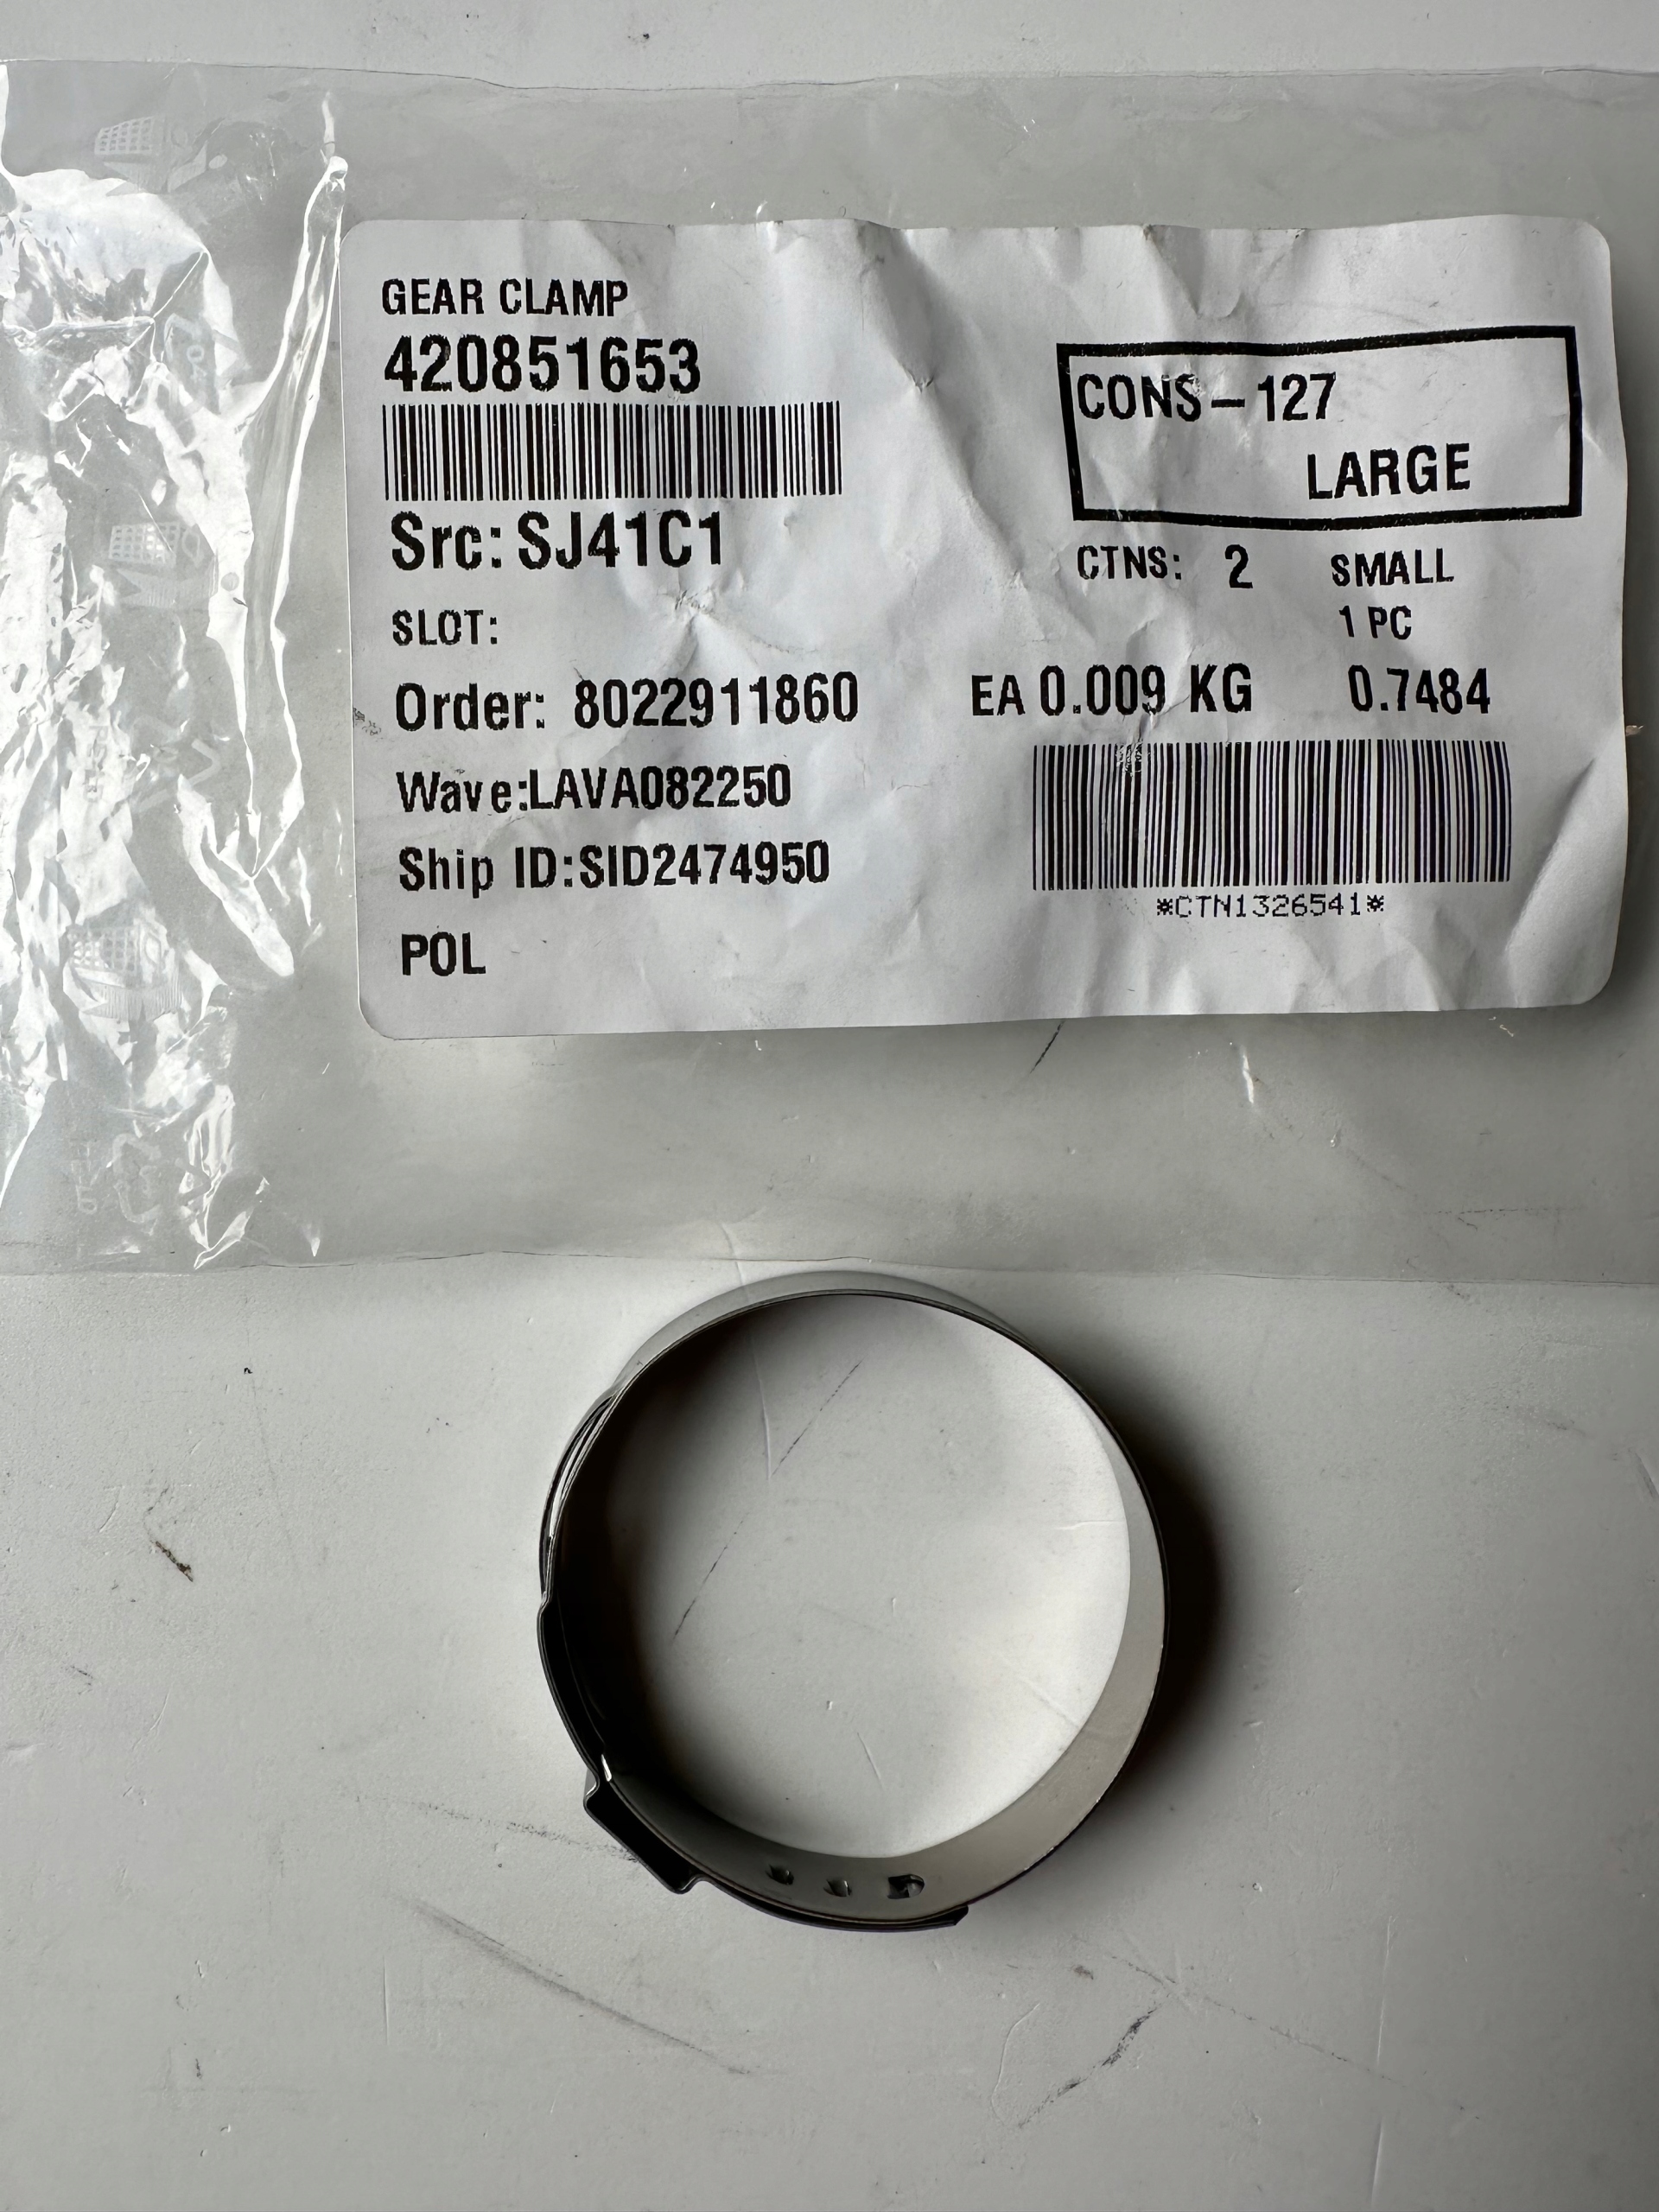 GEAR CLAMP
420851653
Src: SJ41C1
SLOT:
Order: 8022911860
Wave:LAVA082250
Ship ID:SID2474950
POL
CONS-127
LARGE
CTNS: 2 SMALL
1 PC
EA 0.009 KG 0.7484
*CTN1326541*